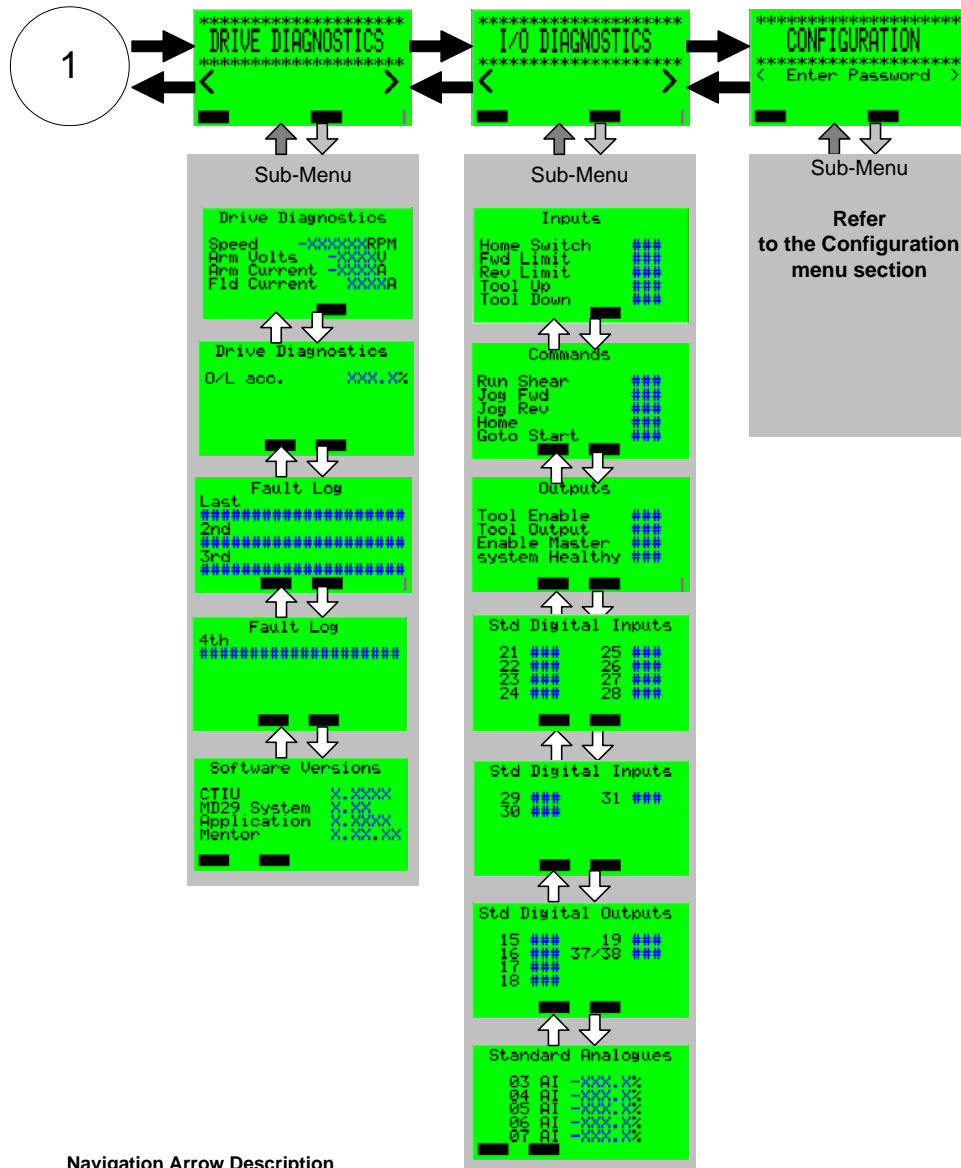 1
********************
DRIVE DIAGNOSTICS
********************
< >
********************
I/O DIAGNOSTICS
********************
< >
********************
CONFIGURATION
********************
< Enter Password >
Sub-Menu
Drive Diagnostics
Speed -XXXXXXRPM
Arm Volts -XXXXV
Arm Current -XXXXA
Fld Current XXXXA
Drive Diagnostics
O/L acc. XXX.X%
Fault Log
Last
####################
2nd
####################
3rd
####################
Fault Log
4th
####################
Software Versions
CTIU X.XXXX
MD29 System X.XX
Application X.XXXX
Mentor X.XX.XX
Sub-Menu
Inputs
Home Switch ###
Fwd Limit ###
Rev Limit ###
Tool Up ###
Tool Down ###
Commands
Run Shear ###
Jog Fwd ###
Jog Rev ###
Home ###
Goto Start ###
Outputs
Tool Enable ###
Tool Output ###
Enable Master ###
system Healthy ###
Std Digital Inputs
21 ### 25 ###
22 ### 26 ###
23 ### 27 ###
24 ### 28 ###
Std Digital Inputs
29 ### 31 ###
30 ###
Std Digital Outputs
15 ### 19 ###
16 ### 37/38 ###
17 ###
18 ###
Standard Analogues
03 AI -XXX.X%
04 AI -XXX.X%
05 AI -XXX.X%
06 AI -XXX.X%
07 AI -XXX.X%
Sub-Menu
Refer
to the Configuration
menu section
Navigation Arrow Description